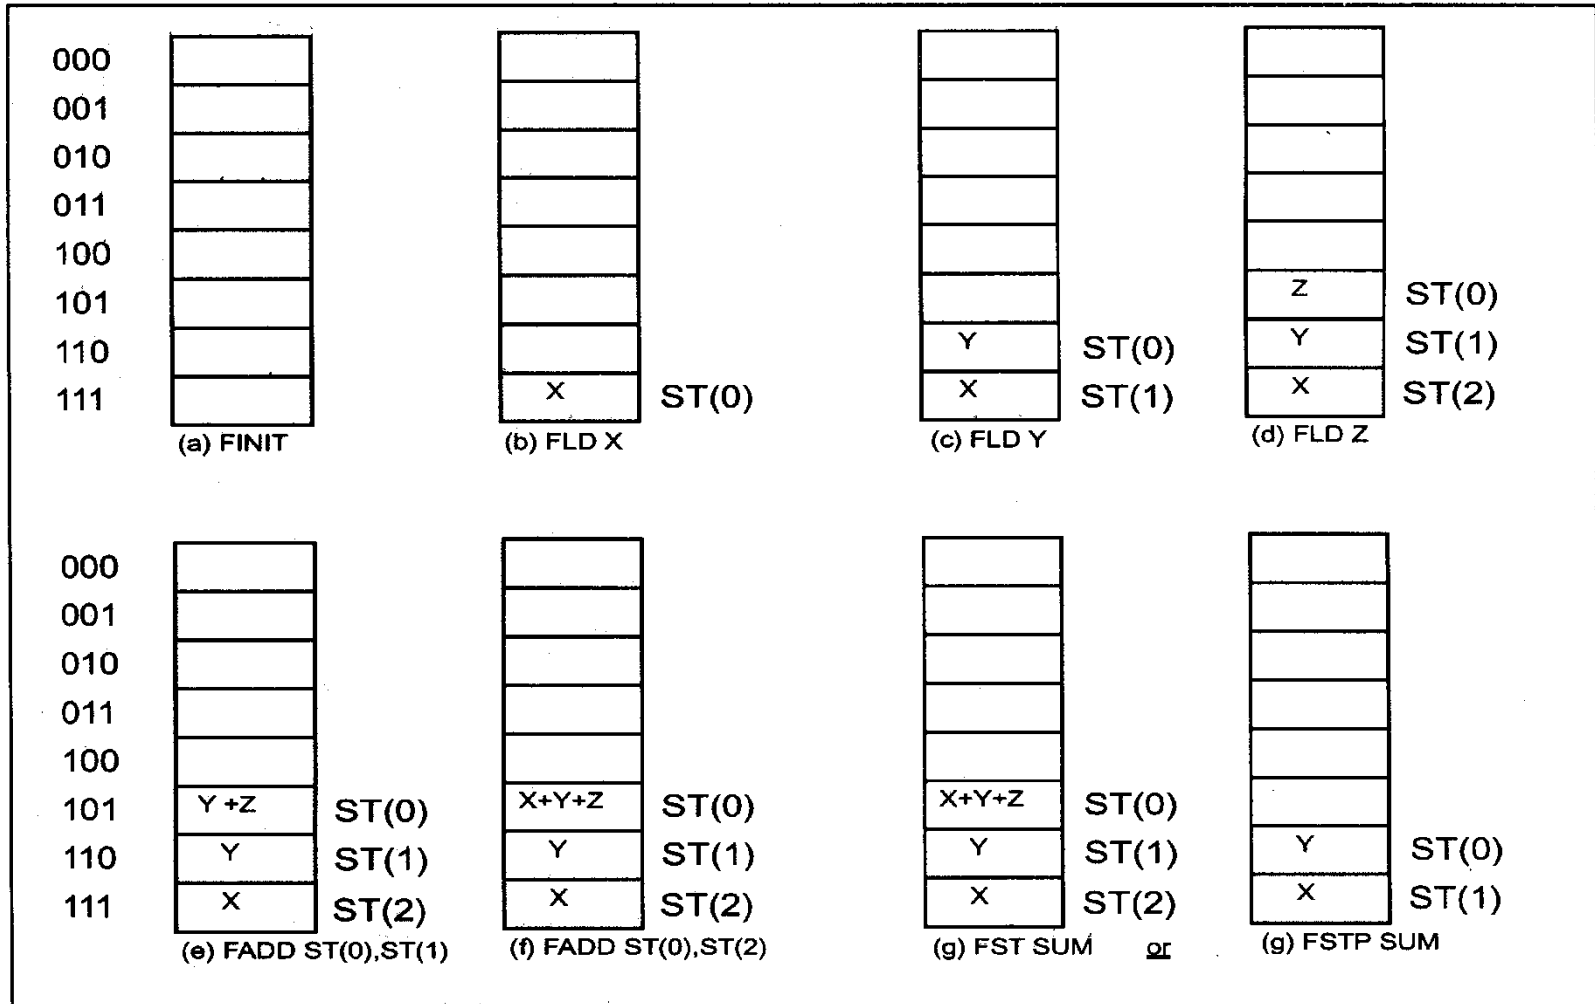 000
001
010
011
100
101 Z ST(0)
110 Y ST(0) Y ST(1)
111 X ST(0) X ST(1) X ST(2)
(a) FINIT (b) FLD X (c) FLD Y (d) FLD Z
000
001
010
011
100
101 Y +Z ST(0) X+Y+Z ST(0) X+Y+Z ST(0)
110 Y ST(1) Y ST(1) Y ST(1) Y ST(0)
111 X ST(2) X ST(2) X ST(2) X ST(1)
(e) FADD ST(0),ST(1) (f) FADD ST(0),ST(2) (g) FST SUM or (g) FSTP SUM